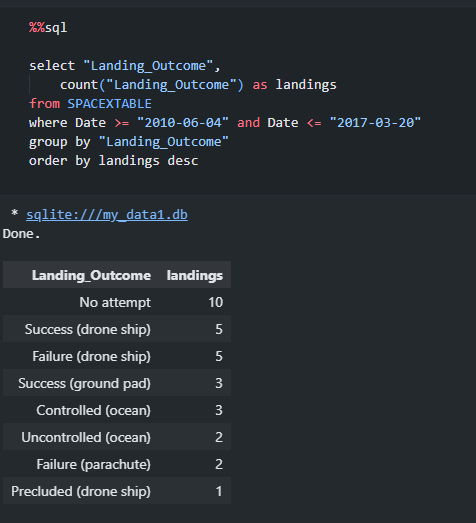 %%sql
select "Landing_Outcome",
count("Landing_Outcome") as landings
from SPACEXTABLE
where Date >= "2010-06-04" and Date <= "2017-03-20"
group by "Landing_Outcome"
order by landings desc
* sqlite:///my_data1.db
Done.
Landing_Outcome landings
No attempt 10
Success (drone ship) 5
Failure (drone ship) 5
Success (ground pad) 3
Controlled (ocean) 3
Uncontrolled (ocean) 2
Failure (parachute) 2
Precluded (drone ship) 1